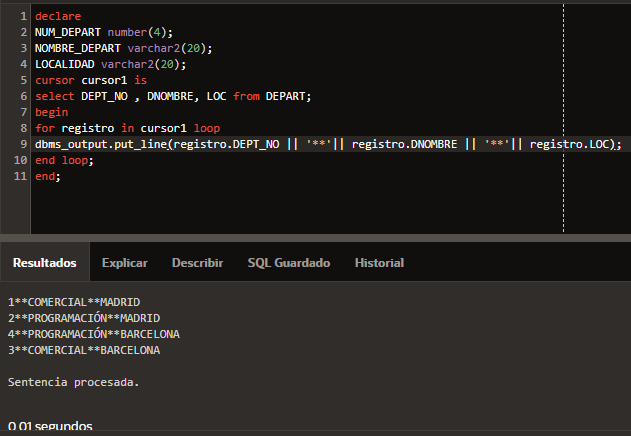 1 declare
2 NUM_DEPART number(4);
3 NOMBRE_DEPART varchar2(20);
4 LOCALIDAD varchar2(20);
5 cursor cursor1 is
6 select DEPT_NO , DNOMBRE, LOC from DEPART;
7 begin
8 for registro in cursor1 loop
9 dbms_output.put_line(registro.DEPT_NO || '**'|| registro.DNOMBRE || '**'|| registro.LOC);
10 end loop;
11 end;
Resultados Explicar Describir SQL Guardado Historial
1**COMERCIAL**MADRID
2**PROGRAMACIÓN**MADRID
4**PROGRAMACIÓN**BARCELONA
3**COMERCIAL**BARCELONA
Sentencia procesada.
0,01 segundos